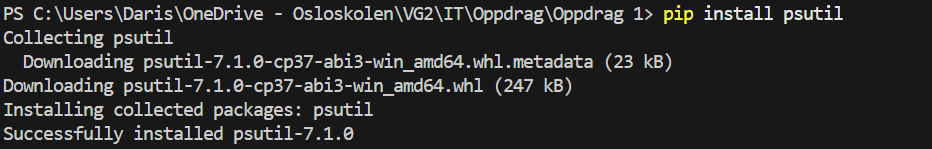 PS C:\Users\Daris\OneDrive - Osloskolen\VG2\IT\Oppdrag\Oppdrag 1> pip install psutil
Collecting psutil
  Downloading psutil-7.1.0-cp37-abi3-win_amd64.whl.metadata (23 kB)
Downloading psutil-7.1.0-cp37-abi3-win_amd64.whl (247 kB)
Installing collected packages: psutil
Successfully installed psutil-7.1.0